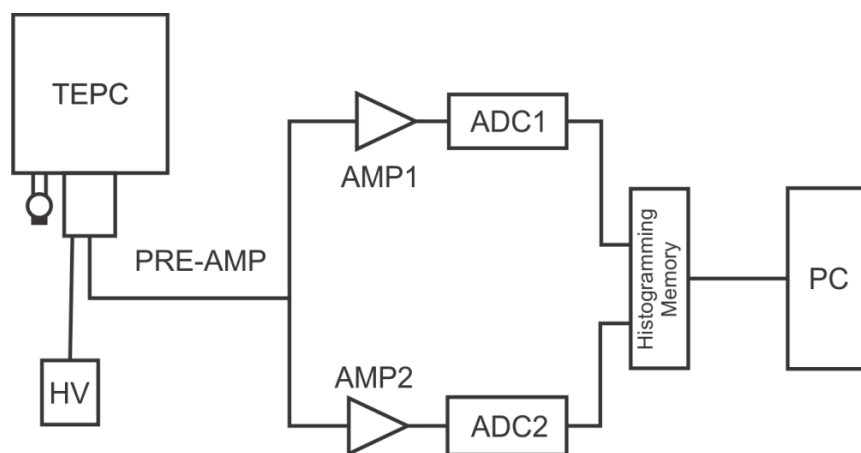 TEPC
ADC1
AMP1
PRE-AMP
Histogramming
Memory
PC
HV
AMP2
ADC2